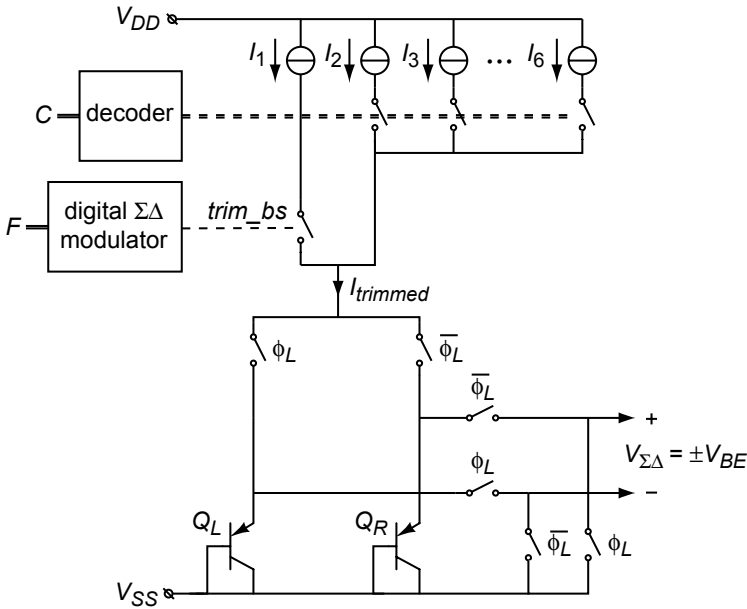 V_DD
I_1 I_2 I_3 ... I_6
C decoder
F digital ΣΔ modulator
trim_bs
I_trimmed
ϕ_L ϕ̅_L
ϕ̅_L
+
V_ΣΔ = ±V_BE
ϕ_L
−
Q_L Q_R
ϕ̅_L ϕ_L
V_SS